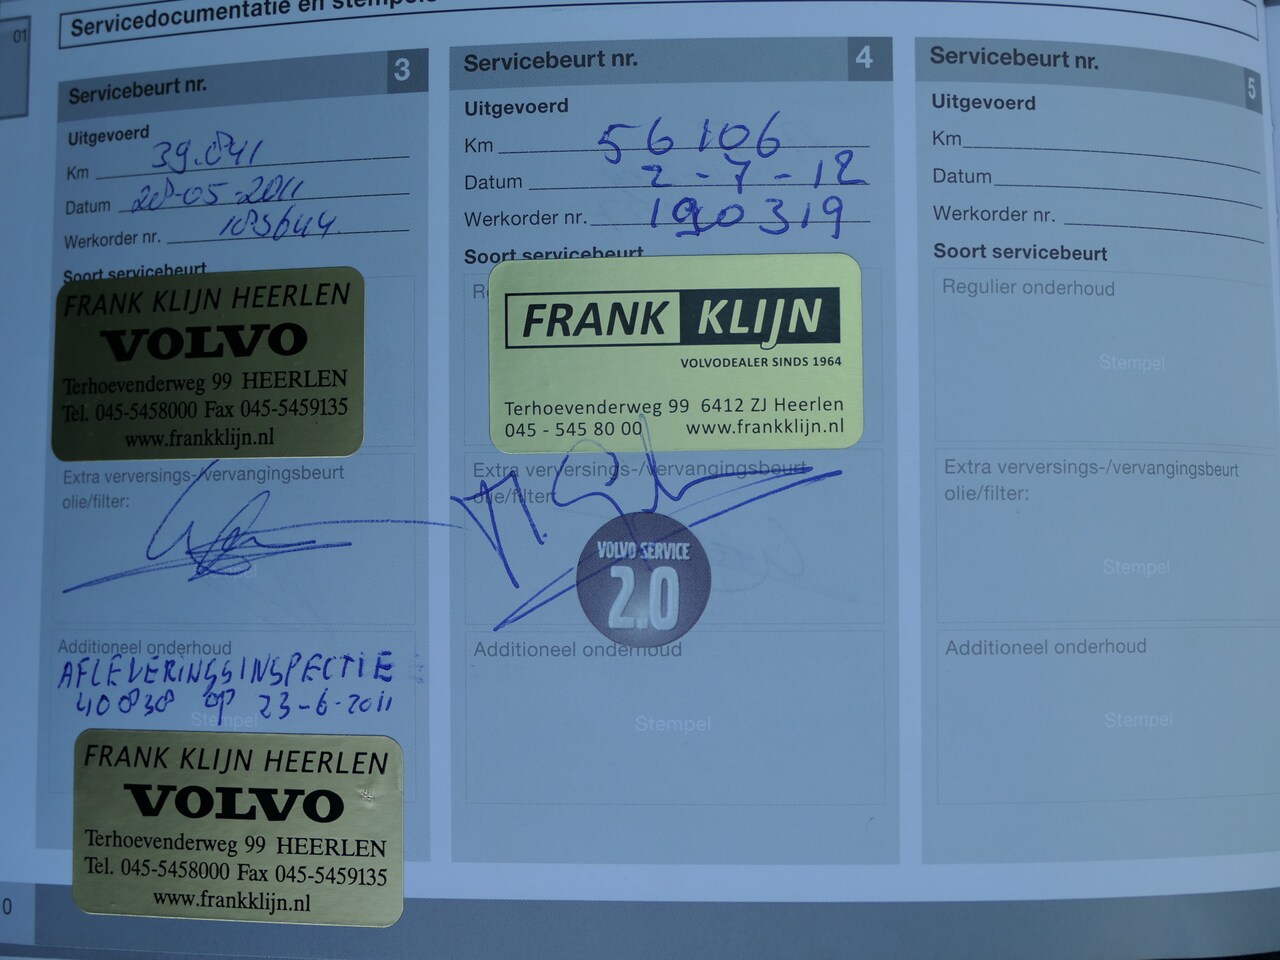 01
Servicedocumentatie en stempels
Servicebeurt nr. 3
Uitgevoerd
Km 39.041
Datum 28-05-2011
Werkorder nr. 183644
Soort servicebeurt
FRANK KLIJN HEERLEN
VOLVO
Terhoevenderweg 99 HEERLEN
Tel. 045-5458000 Fax 045-5459135
www.frankklijn.nl
Extra verversings-/vervangingsbeurt
olie/filter:
Stempel
Additioneel onderhoud
AFLEVERINGSINSPECTIE
40838 op 23-6-2011
Stempel
FRANK KLIJN HEERLEN
VOLVO
Terhoevenderweg 99 HEERLEN
Tel. 045-5458000 Fax 045-5459135
www.frankklijn.nl
Servicebeurt nr. 4
Uitgevoerd
Km 56106
Datum 2-7-12
Werkorder nr. 190319
Soort servicebeurt
FRANK KLIJN
VOLVODEALER SINDS 1964
Terhoevenderweg 99 6412 ZJ Heerlen
045 - 545 80 00 www.frankklijn.nl
Extra verversings-/vervangingsbeurt
olie/filter:
VOLVO SERVICE
2.0
Additioneel onderhoud
Stempel
Servicebeurt nr. 5
Uitgevoerd
Km
Datum
Werkorder nr.
Soort servicebeurt
Regulier onderhoud
Stempel
Extra verversings-/vervangingsbeurt
olie/filter:
Stempel
Additioneel onderhoud
Stempel
0